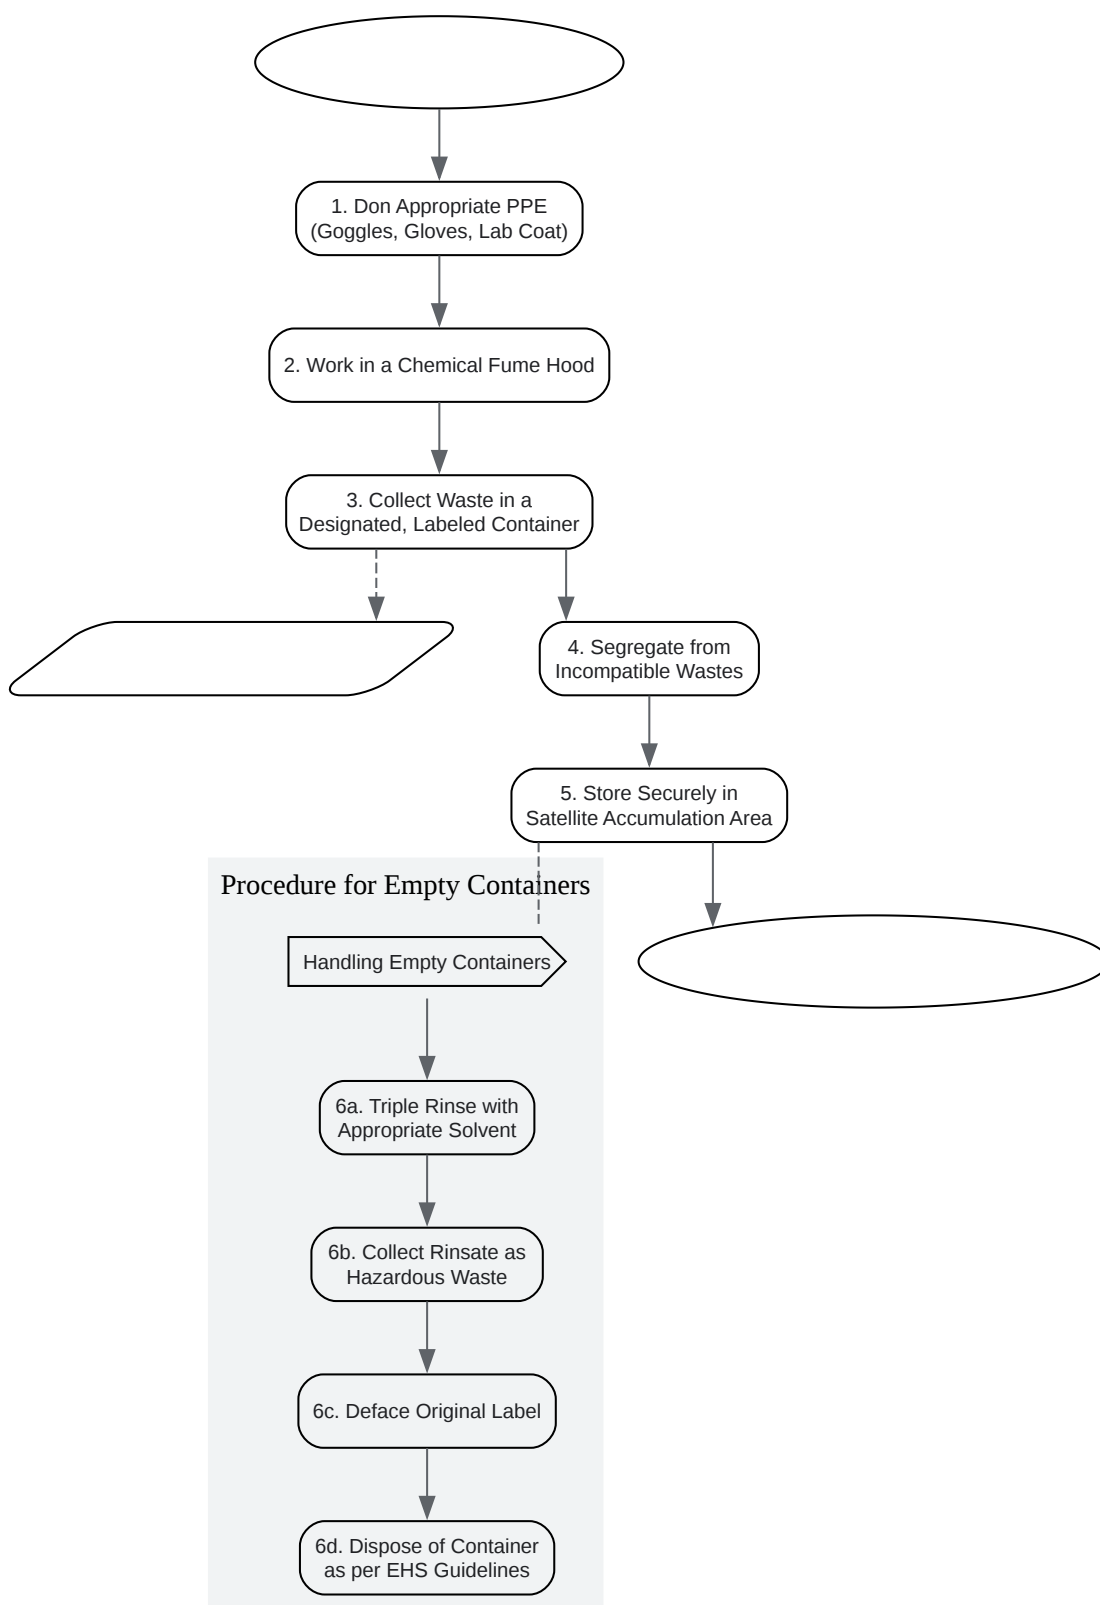 1. Don Appropriate PPE
(Goggles, Gloves, Lab Coat)
2. Work in a Chemical Fume Hood
3. Collect Waste in a
Designated, Labeled Container
4. Segregate from
Incompatible Wastes
5. Store Securely in
Satellite Accumulation Area
Procedure for Empty Containers
Handling Empty Containers
6a. Triple Rinse with
Appropriate Solvent
6b. Collect Rinsate as
Hazardous Waste
6c. Deface Original Label
6d. Dispose of Container
as per EHS Guidelines